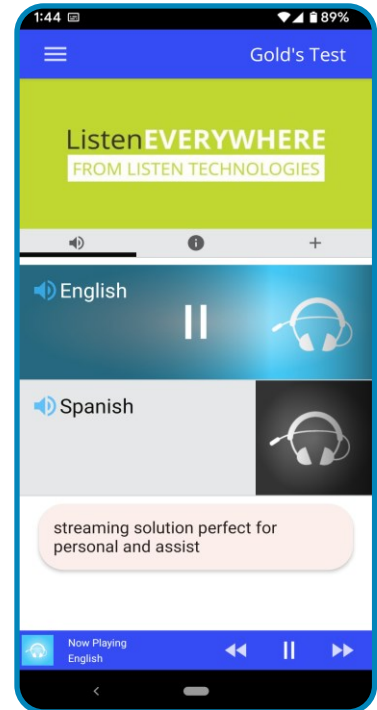 1:44 89%
Gold's Test
ListenEVERYWHERE
FROM LISTEN TECHNOLOGIES
English
Spanish
streaming solution perfect for
personal and assist
Now Playing
English